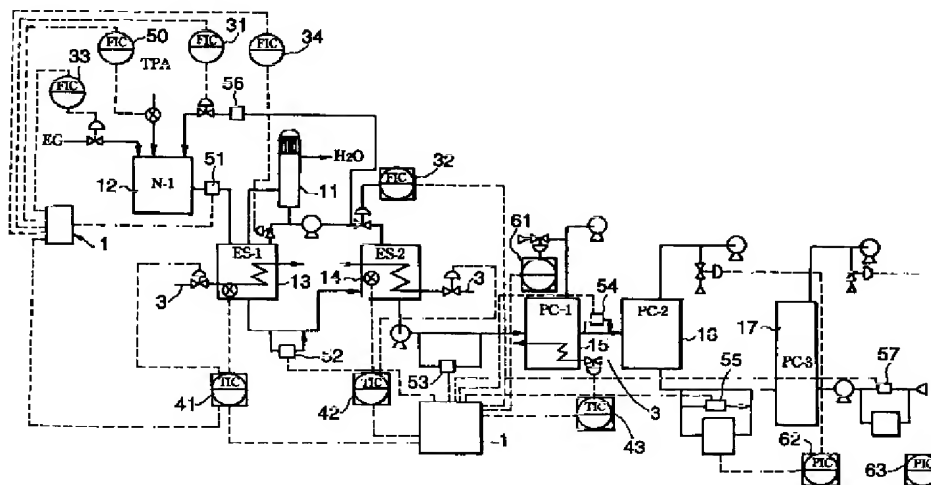 FIC 50
FIC 31
FIC 34
33 TPA
FIC
56
EG
H2O
32
FIC
51
12 N-1
11
61
1
ES-1
ES-2
54
3
13
14
3
PC-1
PC-2
17
16
15
PC-3
57
52
53
55
3
TIC
41
TIC
42
1
TIC
43
62
PIC
63
PIC